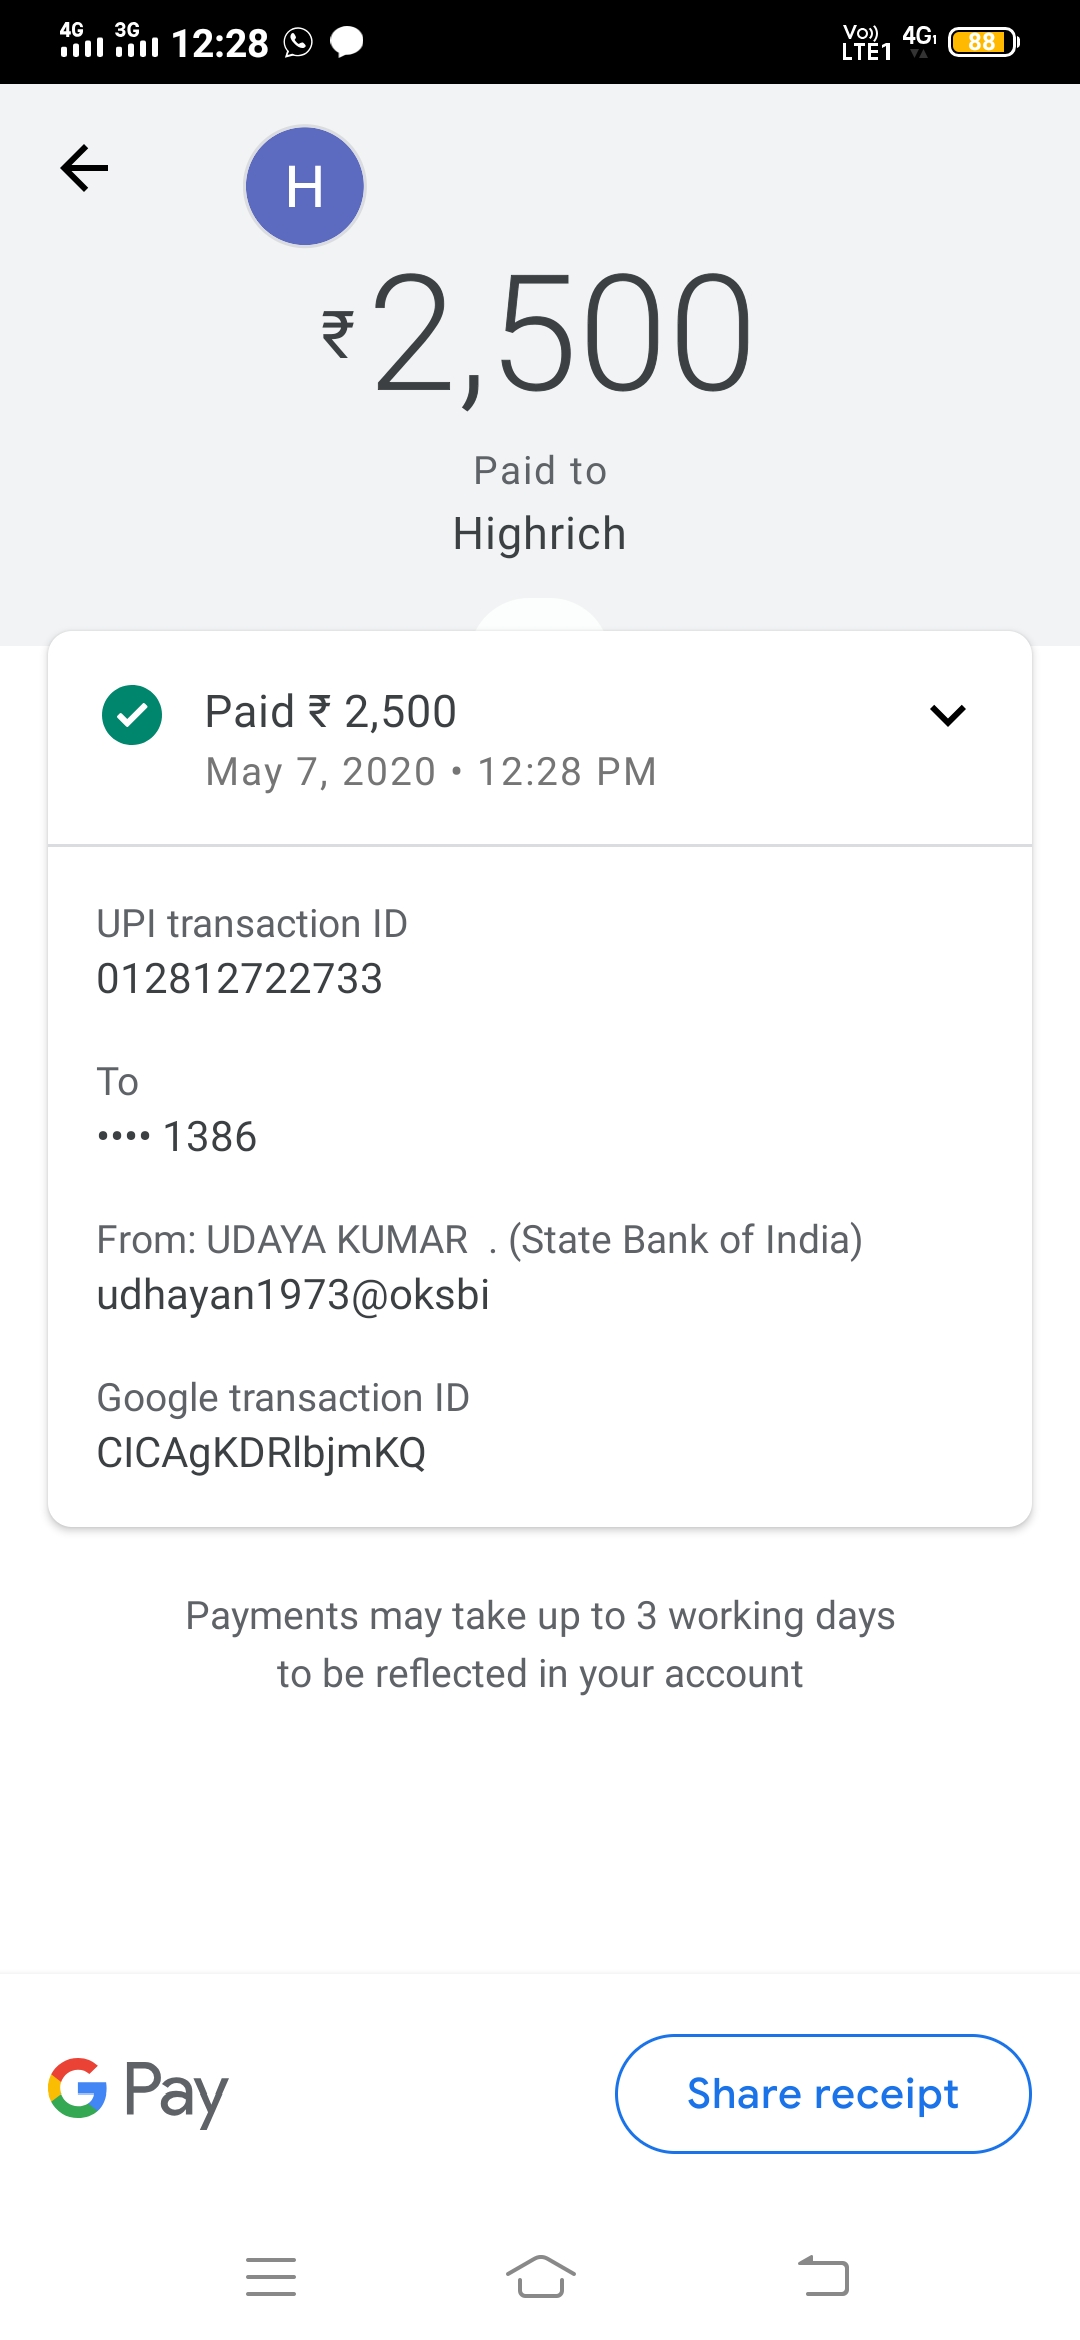 4G 3G 12:28 Vo)) LTE1 4G1 88
H
₹2,500
Paid to
Highrich
Paid ₹ 2,500
May 7, 2020 • 12:28 PM
UPI transaction ID
012812722733
To
•••• 1386
From: UDAYA KUMAR . (State Bank of India)
udhayan1973@oksbi
Google transaction ID
CICAgKDRlbjmKQ
Payments may take up to 3 working days
to be reflected in your account
G Pay
Share receipt